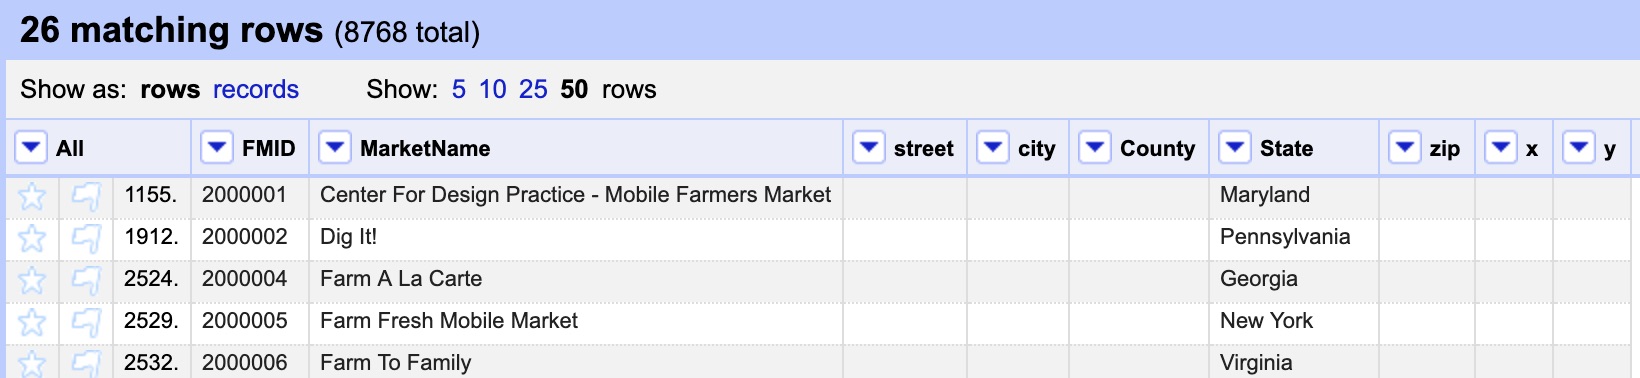 26 matching rows (8768 total)
Show as: rows records Show: 5 10 25 50 rows
All FMID MarketName street city County State zip x y
1155. 2000001 Center For Design Practice - Mobile Farmers Market Maryland
1912. 2000002 Dig It! Pennsylvania
2524. 2000004 Farm A La Carte Georgia
2529. 2000005 Farm Fresh Mobile Market New York
2532. 2000006 Farm To Family Virginia